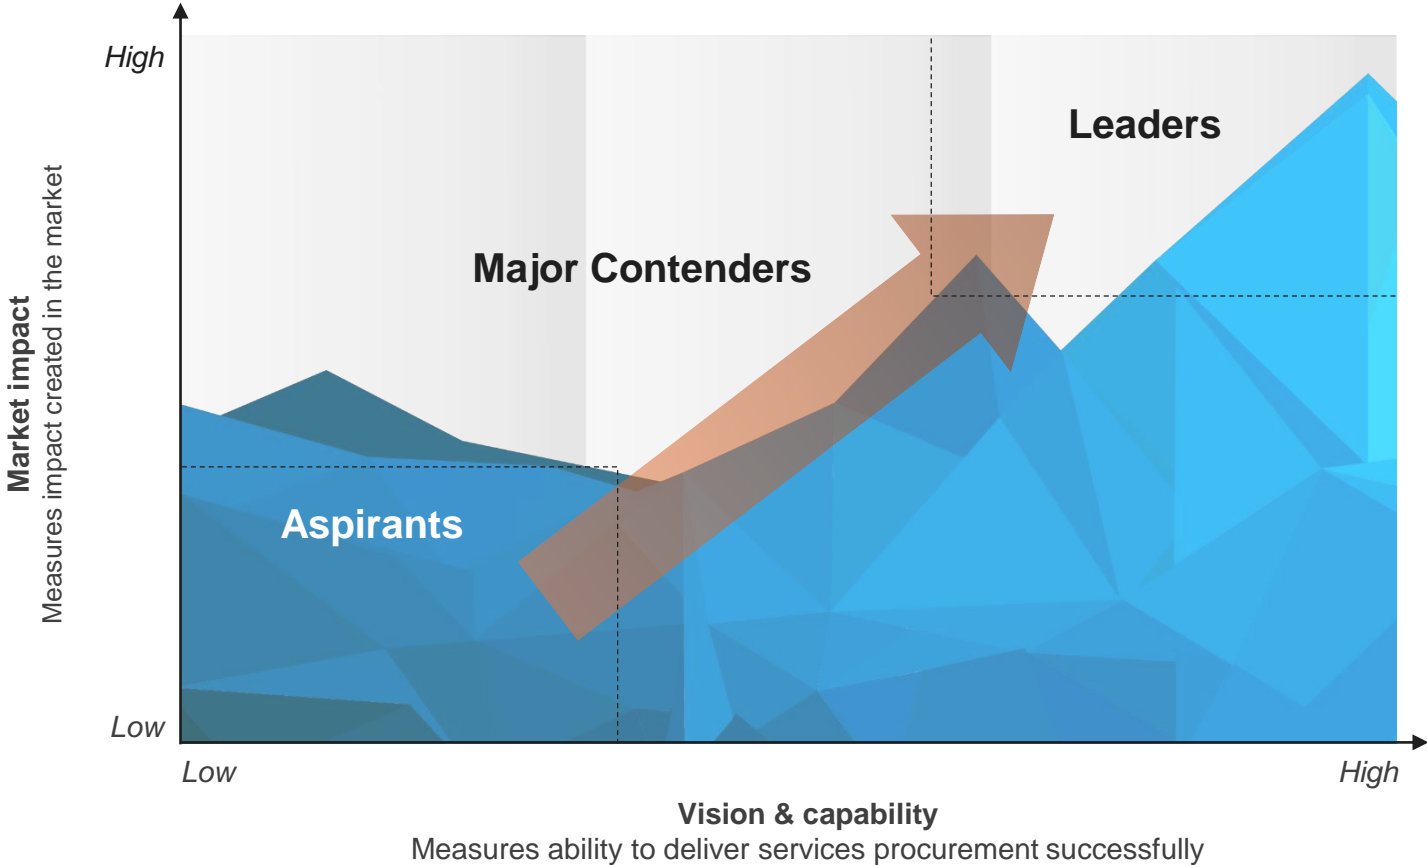 High
Leaders
Major Contenders
Market impact
Measures impact created in the market
Aspirants
Low
Low
High
Vision & capability
Measures ability to deliver services procurement successfully